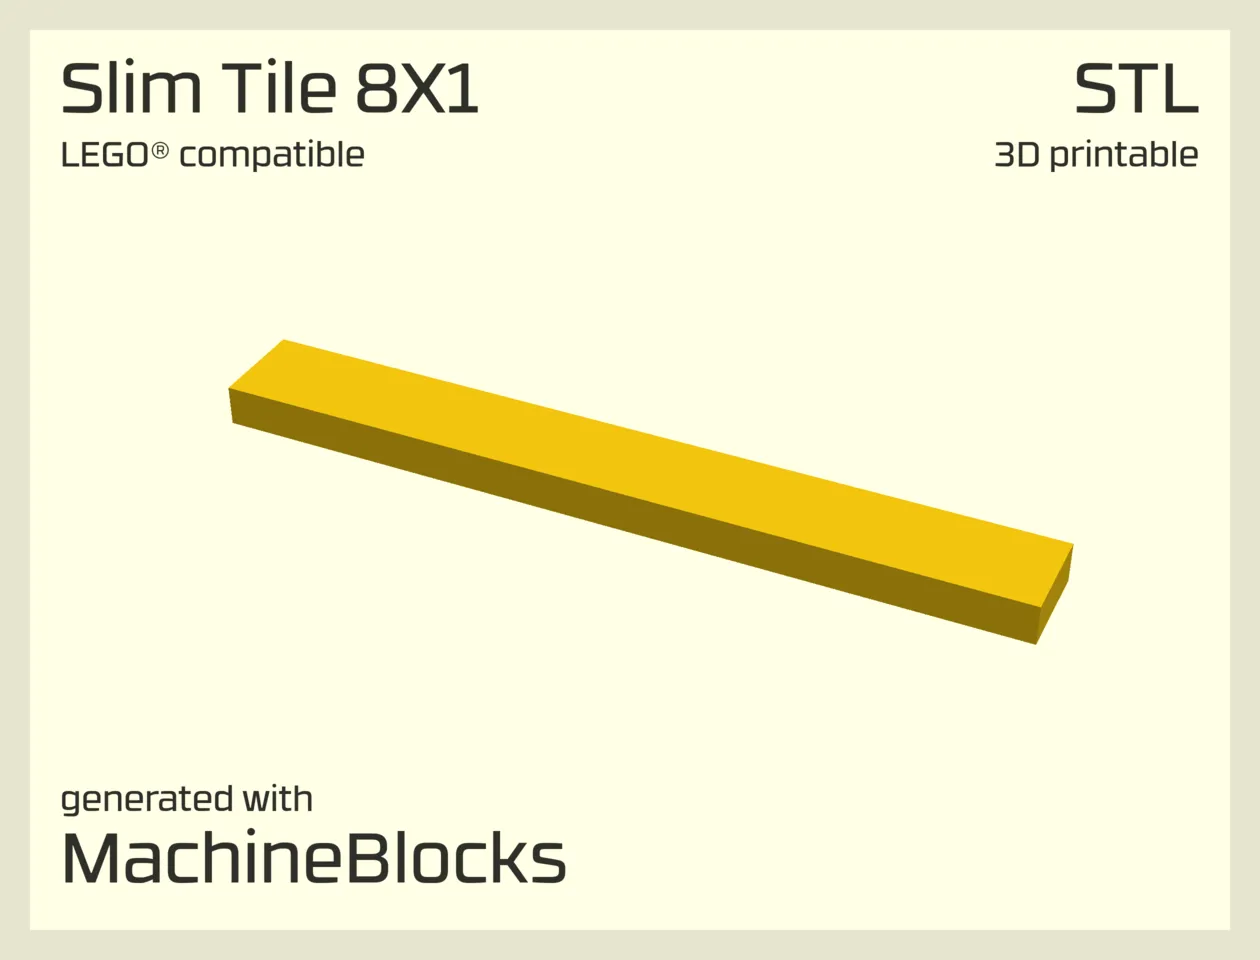 Slim Tile 8X1
STL
LEGO® compatible
3D printable
generated with
MachineBlocks